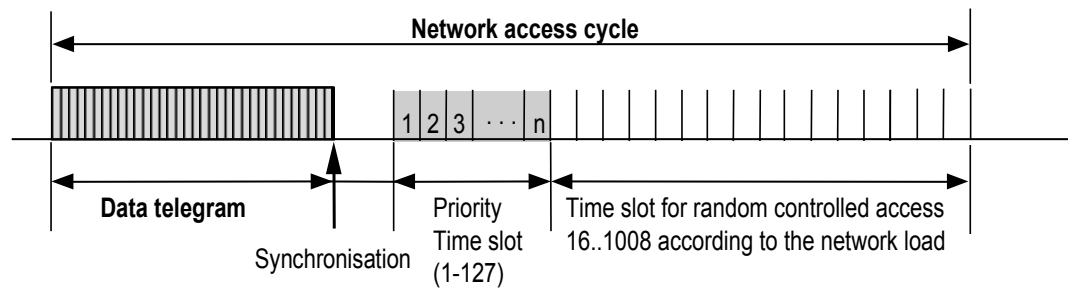 Network access cycle
1 2 3 · · · n
Data telegram
Synchronisation
Priority
Time slot
(1-127)
Time slot for random controlled access
16..1008 according to the network load